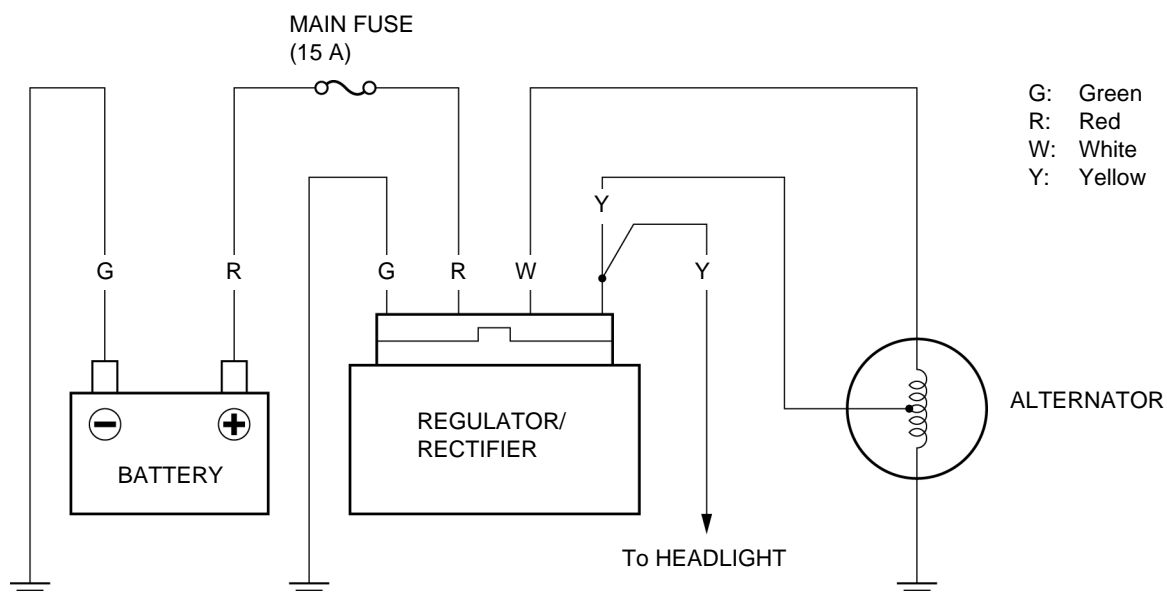 MAIN FUSE
(15 A)
G: Green
R: Red
W: White
Y: Yellow
Y
G
R
G
R
W
Y
ALTERNATOR
REGULATOR/
RECTIFIER
BATTERY
To HEADLIGHT